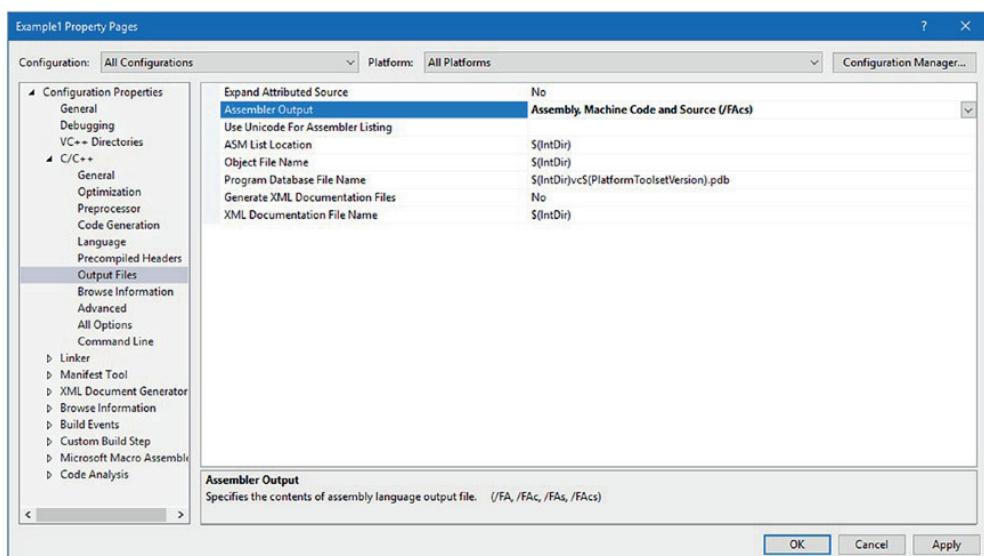 Example1 Property Pages
? ×
Configuration: All Configurations Platform: All Platforms Configuration Manager...
Configuration Properties
General
Debugging
VC++ Directories
C/C++
General
Optimization
Preprocessor
Code Generation
Language
Precompiled Headers
Output Files
Browse Information
Advanced
All Options
Command Line
Linker
Manifest Tool
XML Document Generator
Browse Information
Build Events
Custom Build Step
Microsoft Macro Assemble
Code Analysis
Expand Attributed Source No
Assembler Output Assembly, Machine Code and Source (/FAcs)
Use Unicode For Assembler Listing
ASM List Location $(IntDir)
Object File Name $(IntDir)
Program Database File Name $(IntDir)vc$(PlatformToolsetVersion).pdb
Generate XML Documentation Files No
XML Documentation File Name $(IntDir)
Assembler Output
Specifies the contents of assembly language output file. (/FA, /FAc, /FAs, /FAcs)
OK Cancel Apply